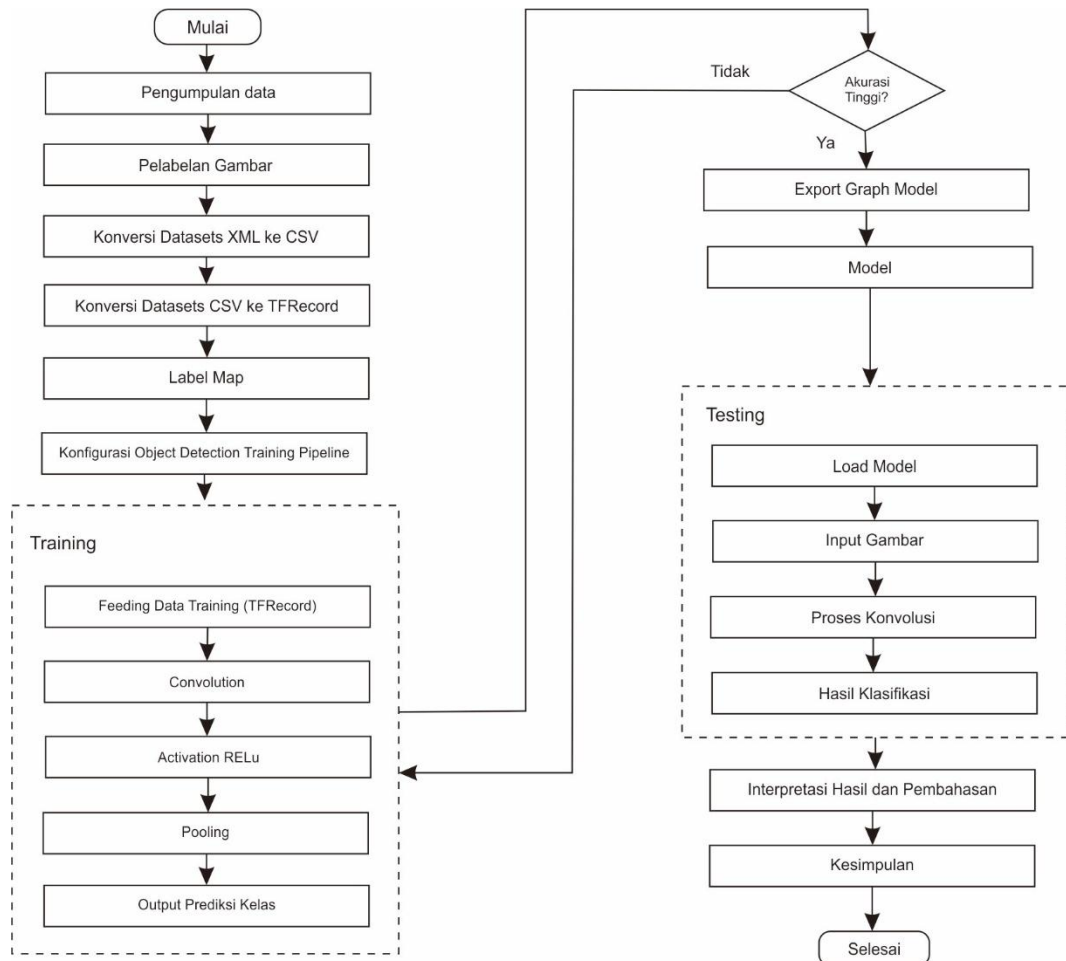 Mulai
Pengumpulan data
Pelabelan Gambar
Konversi Datasets XML ke CSV
Konversi Datasets CSV ke TFRecord
Label Map
Konfigurasi Object Detection Training Pipeline
Training
Feeding Data Training (TFRecord)
Convolution
Activation RELu
Pooling
Output Prediksi Kelas
Tidak
Akurasi
Tinggi?
Ya
Export Graph Model
Model
Testing
Load Model
Input Gambar
Proses Konvolusi
Hasil Klasifikasi
Interpretasi Hasil dan Pembahasan
Kesimpulan
Selesai